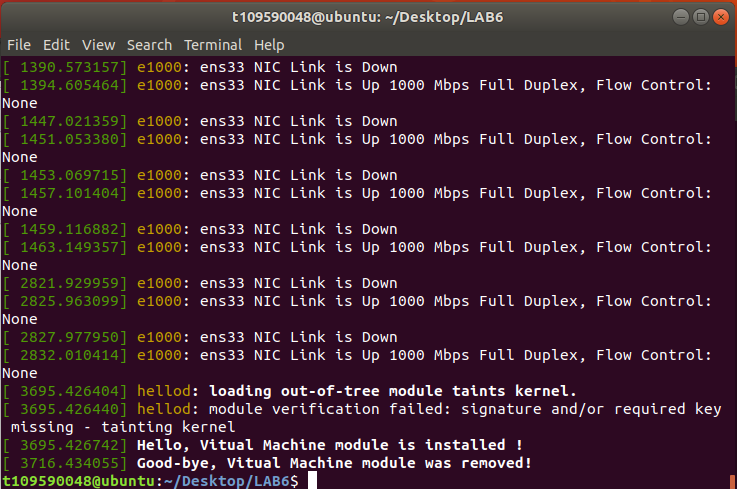 t109590048@ubuntu: ~/Desktop/LAB6
File Edit View Search Terminal Help
[ 1390.573157] e1000: ens33 NIC Link is Down
[ 1394.605464] e1000: ens33 NIC Link is Up 1000 Mbps Full Duplex, Flow Control:
None
[ 1447.021359] e1000: ens33 NIC Link is Down
[ 1451.053380] e1000: ens33 NIC Link is Up 1000 Mbps Full Duplex, Flow Control:
None
[ 1453.069715] e1000: ens33 NIC Link is Down
[ 1457.101404] e1000: ens33 NIC Link is Up 1000 Mbps Full Duplex, Flow Control:
None
[ 1459.116882] e1000: ens33 NIC Link is Down
[ 1463.149357] e1000: ens33 NIC Link is Up 1000 Mbps Full Duplex, Flow Control:
None
[ 2821.929959] e1000: ens33 NIC Link is Down
[ 2825.963099] e1000: ens33 NIC Link is Up 1000 Mbps Full Duplex, Flow Control:
None
[ 2827.977950] e1000: ens33 NIC Link is Down
[ 2832.010414] e1000: ens33 NIC Link is Up 1000 Mbps Full Duplex, Flow Control:
None
[ 3695.426404] hellod: loading out-of-tree module taints kernel.
[ 3695.426440] hellod: module verification failed: signature and/or required key
 missing - tainting kernel
[ 3695.426742] Hello, Vitual Machine module is installed !
[ 3716.434055] Good-bye, Vitual Machine module was removed!
t109590048@ubuntu:~/Desktop/LAB6$